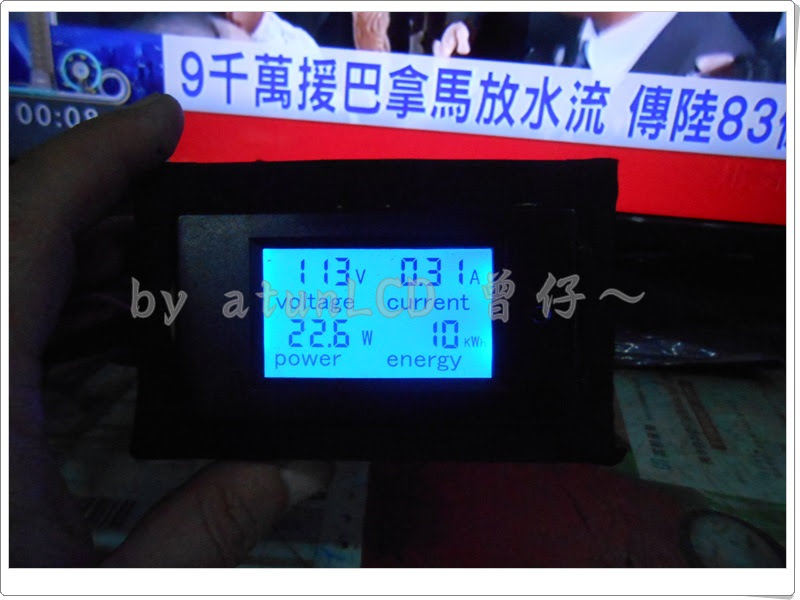 9千萬援巴拿馬放水流 傳陸83億
00:08
113 V 0.31 A
voltage current
by atunLCD 曾仔~
22.6 W 10 KWh
power energy